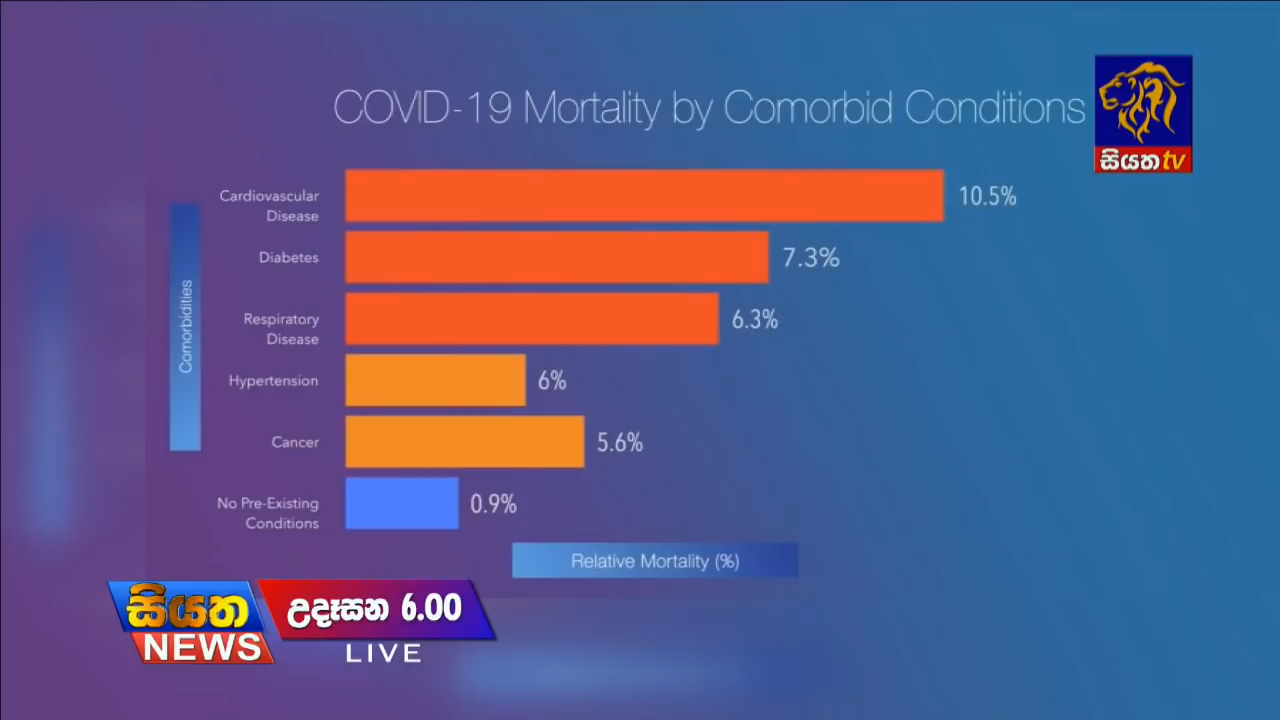 COVID-19 Mortality by Comorbid Conditions
සියත tv
Comorbidities
Cardiovascular
Disease
10.5%
Diabetes
7.3%
Respiratory
Disease
6.3%
Hypertension
6%
Cancer
5.6%
No Pre-Existing
Conditions
0.9%
Relative Mortality (%)
සියත
NEWS
උදෑසන 6.00
LIVE